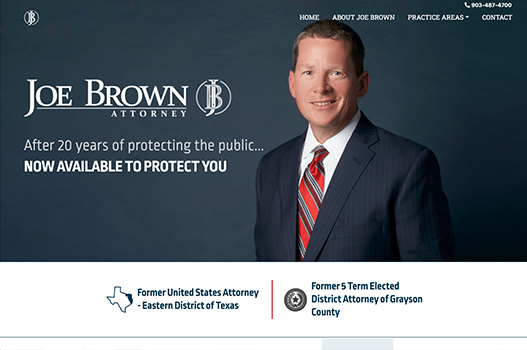 903-487-4700
HOME ABOUT JOE BROWN PRACTICE AREAS CONTACT
JOE BROWN
ATTORNEY
After 20 years of protecting the public...
NOW AVAILABLE TO PROTECT YOU
Former United States Attorney
- Eastern District of Texas
Former 5 Term Elected
District Attorney of Grayson
County